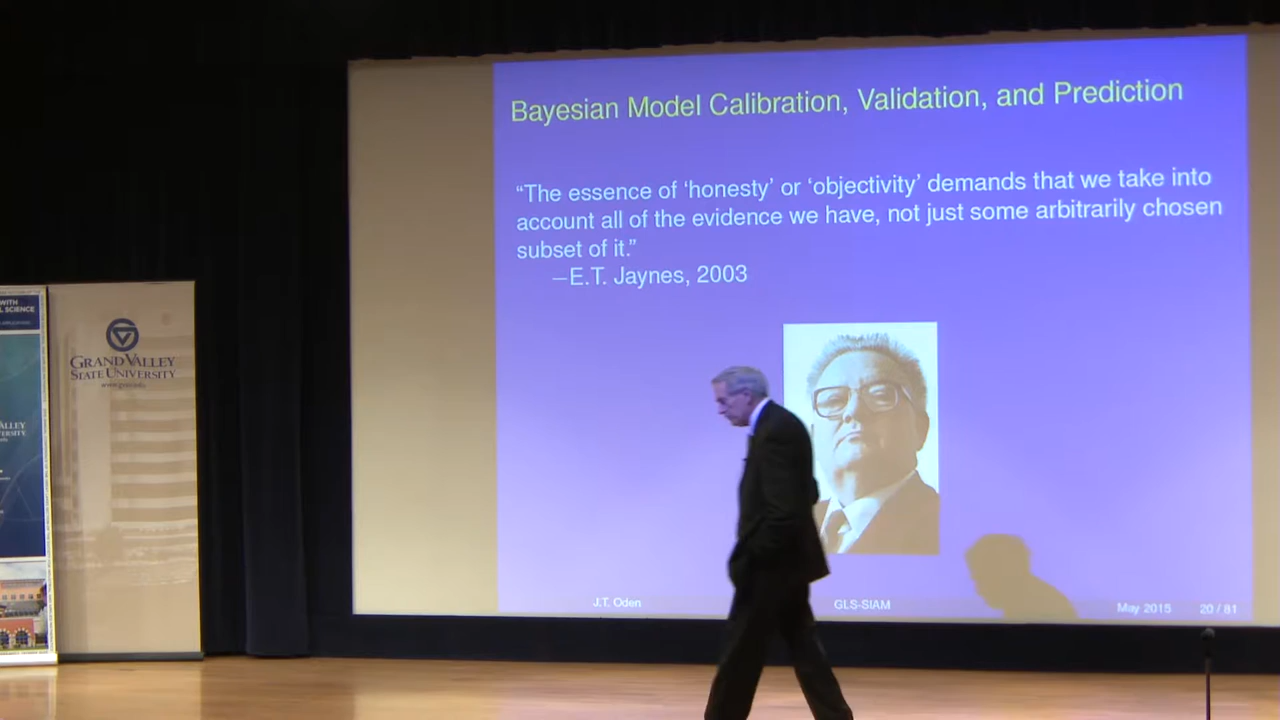 Bayesian Model Calibration, Validation, and Prediction
“The essence of ‘honesty’ or ‘objectivity’ demands that we take into
account all of the evidence we have, not just some arbitrarily chosen
subset of it.”
—E.T. Jaynes, 2003
J.T. Oden
GLS-SIAM
May 2015
20 / 81
WITH
L SCIENCE
GRAND VALLEY
STATE UNIVERSITY